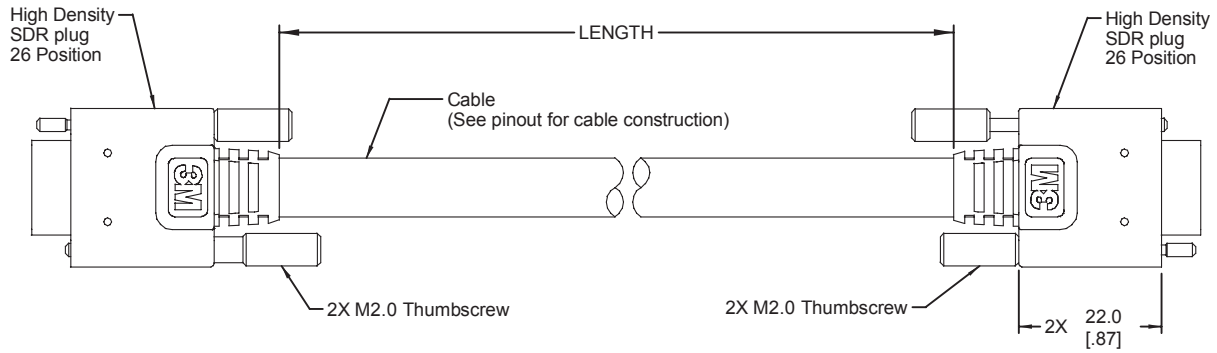 High Density
SDR plug
26 Position
LENGTH
High Density
SDR plug
26 Position
Cable
(See pinout for cable construction)
3M
3M
2X M2.0 Thumbscrew
2X M2.0 Thumbscrew
2X 22.0
[.87]